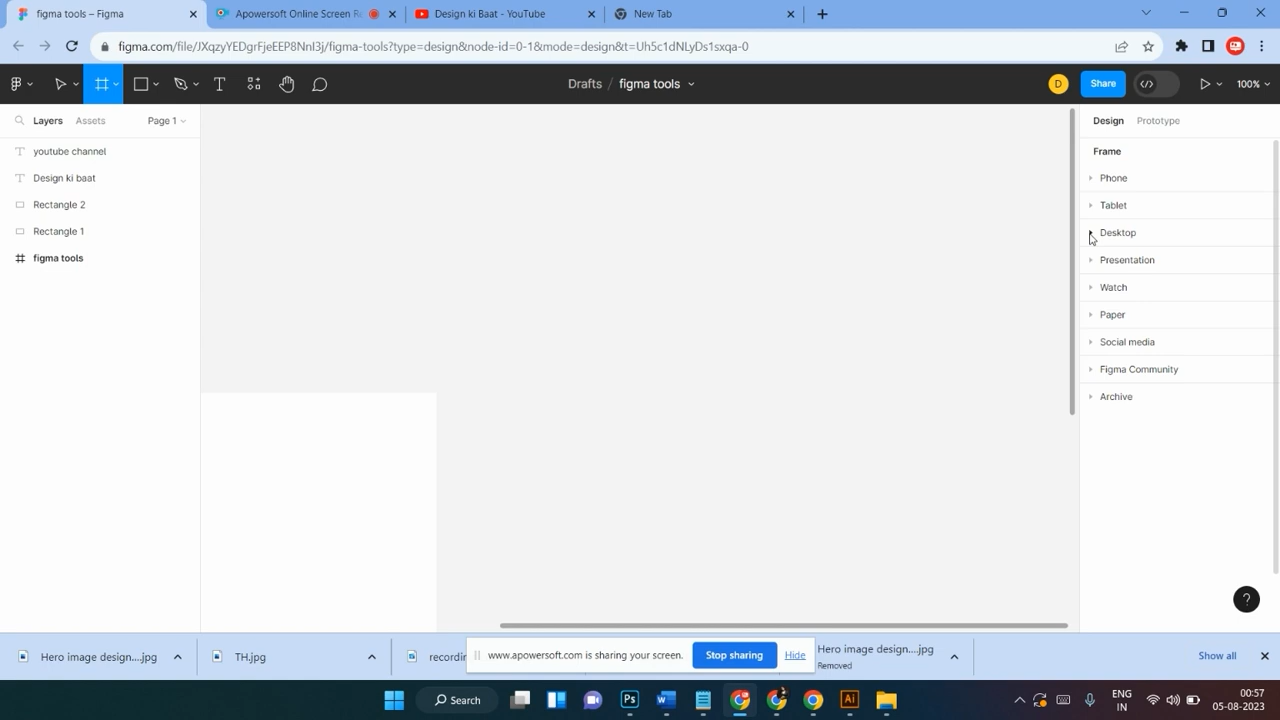 figma tools – Figma
Apowersoft Online Screen Re
Design ki Baat - YouTube
New Tab
figma.com/file/JXqzyYEDgrFjeEEP8NnI3j/figma-tools?type=design&node-id=0-1&mode=design&t=Uh5c1dNLyDs1sxqa-0
Drafts / figma tools
D
Share
100%
Layers
Assets
Page 1
Design
Prototype
youtube channel
Design ki baat
Rectangle 2
Rectangle 1
figma tools
Frame
Phone
Tablet
Desktop
Presentation
Watch
Paper
Social media
Figma Community
Archive
?
Hero image design....jpg
TH.jpg
recordin
www.apowersoft.com is sharing your screen.
Stop sharing
Hide
Hero image design....jpg
Removed
Show all
Search
Ps
W
Ai
ENG
IN
00:57
05-08-2023